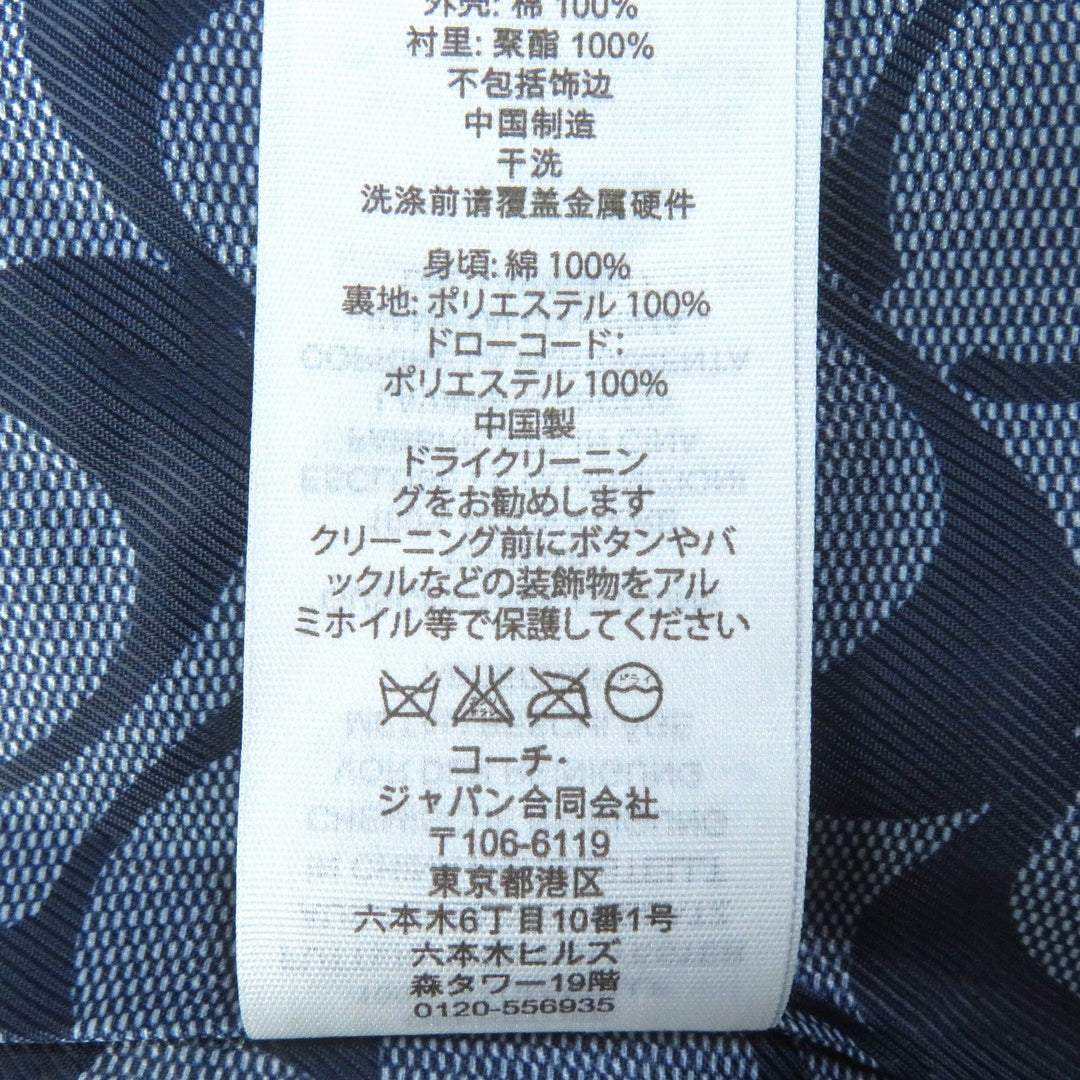 外壳: 棉 100%
衬里: 聚酯 100%
不包括饰边
中国制造
干洗
洗涤前请覆盖金属硬件
身頃: 綿 100%
裏地: ポリエステル 100%
ドローコード:
ポリエステル 100%
中国製
ドライクリーニン
グをお勧めします
クリーニング前にボタンやバ
ックルなどの装飾物をアル
ミホイル等で保護してください
ドライ
コーチ・
ジャパン合同会社
〒106-6119
東京都港区
六本木6丁目10番1号
六本木ヒルズ
森タワー19階
0120-556935